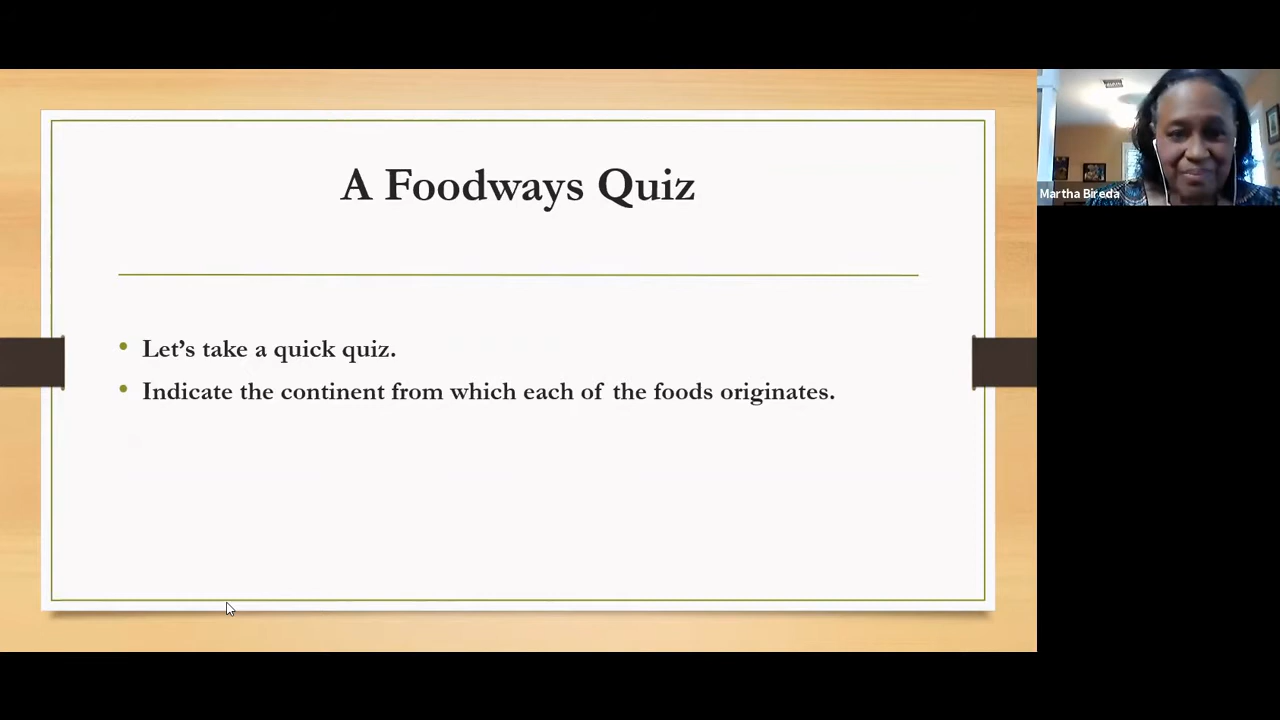 A Foodways Quiz
• Let’s take a quick quiz.
• Indicate the continent from which each of the foods originates.
Martha Bireda